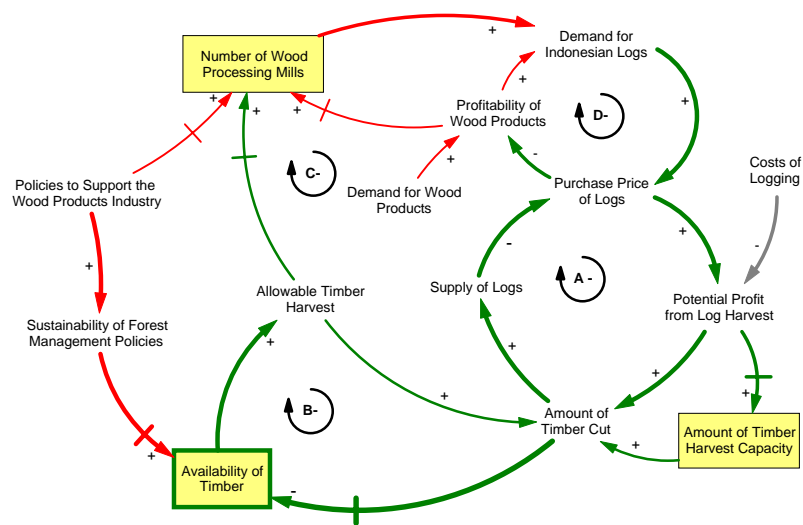 Number of Wood
Processing Mills
+
Demand for
Indonesian Logs
+
+
+
+
+
Profitability of
Wood Products
D-
+
-
+
C-
Policies to Support the
Wood Products Industry
Demand for Wood
Products
Purchase Price
of Logs
Costs of
Logging
+
-
+
-
A -
Supply of Logs
Allowable Timber
Harvest
Potential Profit
from Log Harvest
Sustainability of Forest
Management Policies
+
+
+
+
+
B-
Amount of
Timber Cut
Amount of Timber
Harvest Capacity
+
+
-
Availability of
Timber